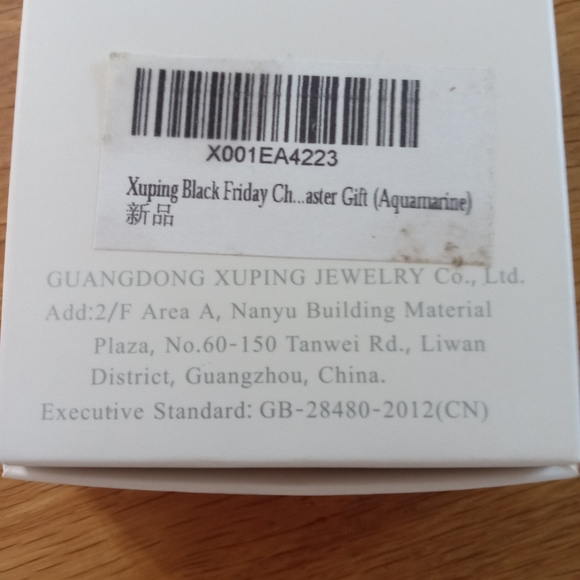 X001EA4223
Xuping Black Friday Ch...aster Gift (Aquamarine)
新品
GUANGDONG XUPING JEWELRY Co., Ltd.
Add:2/F Area A, Nanyu Building Material
Plaza, No.60-150 Tanwei Rd., Liwan
District, Guangzhou, China.
Executive Standard: GB-28480-2012(CN)